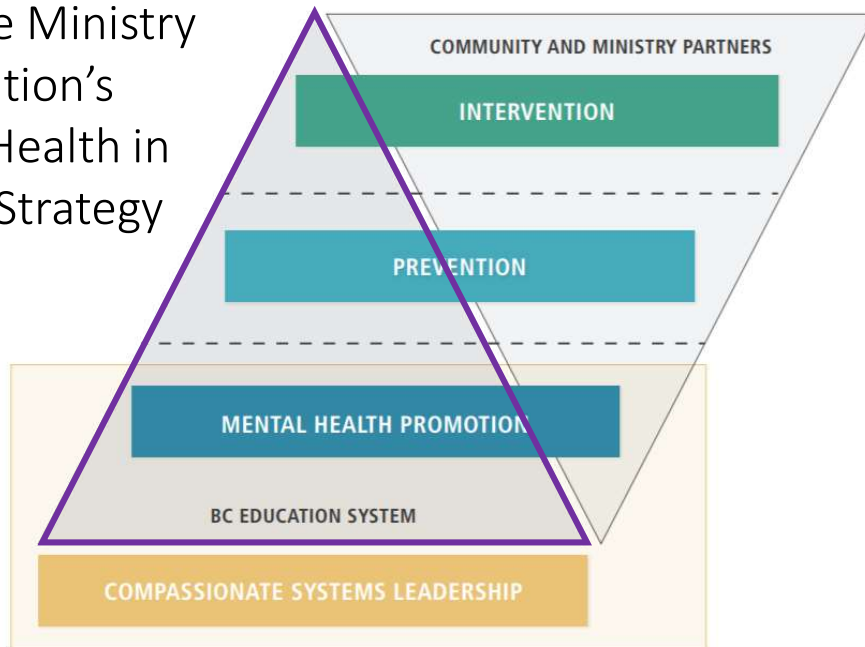 e Ministry
tion's
Health in
Strategy
COMMUNITY AND MINISTRY PARTNERS
INTERVENTION
PREVENTION
MENTAL HEALTH PROMOTION
BC EDUCATION SYSTEM
COMPASSIONATE SYSTEMS LEADERSHIP